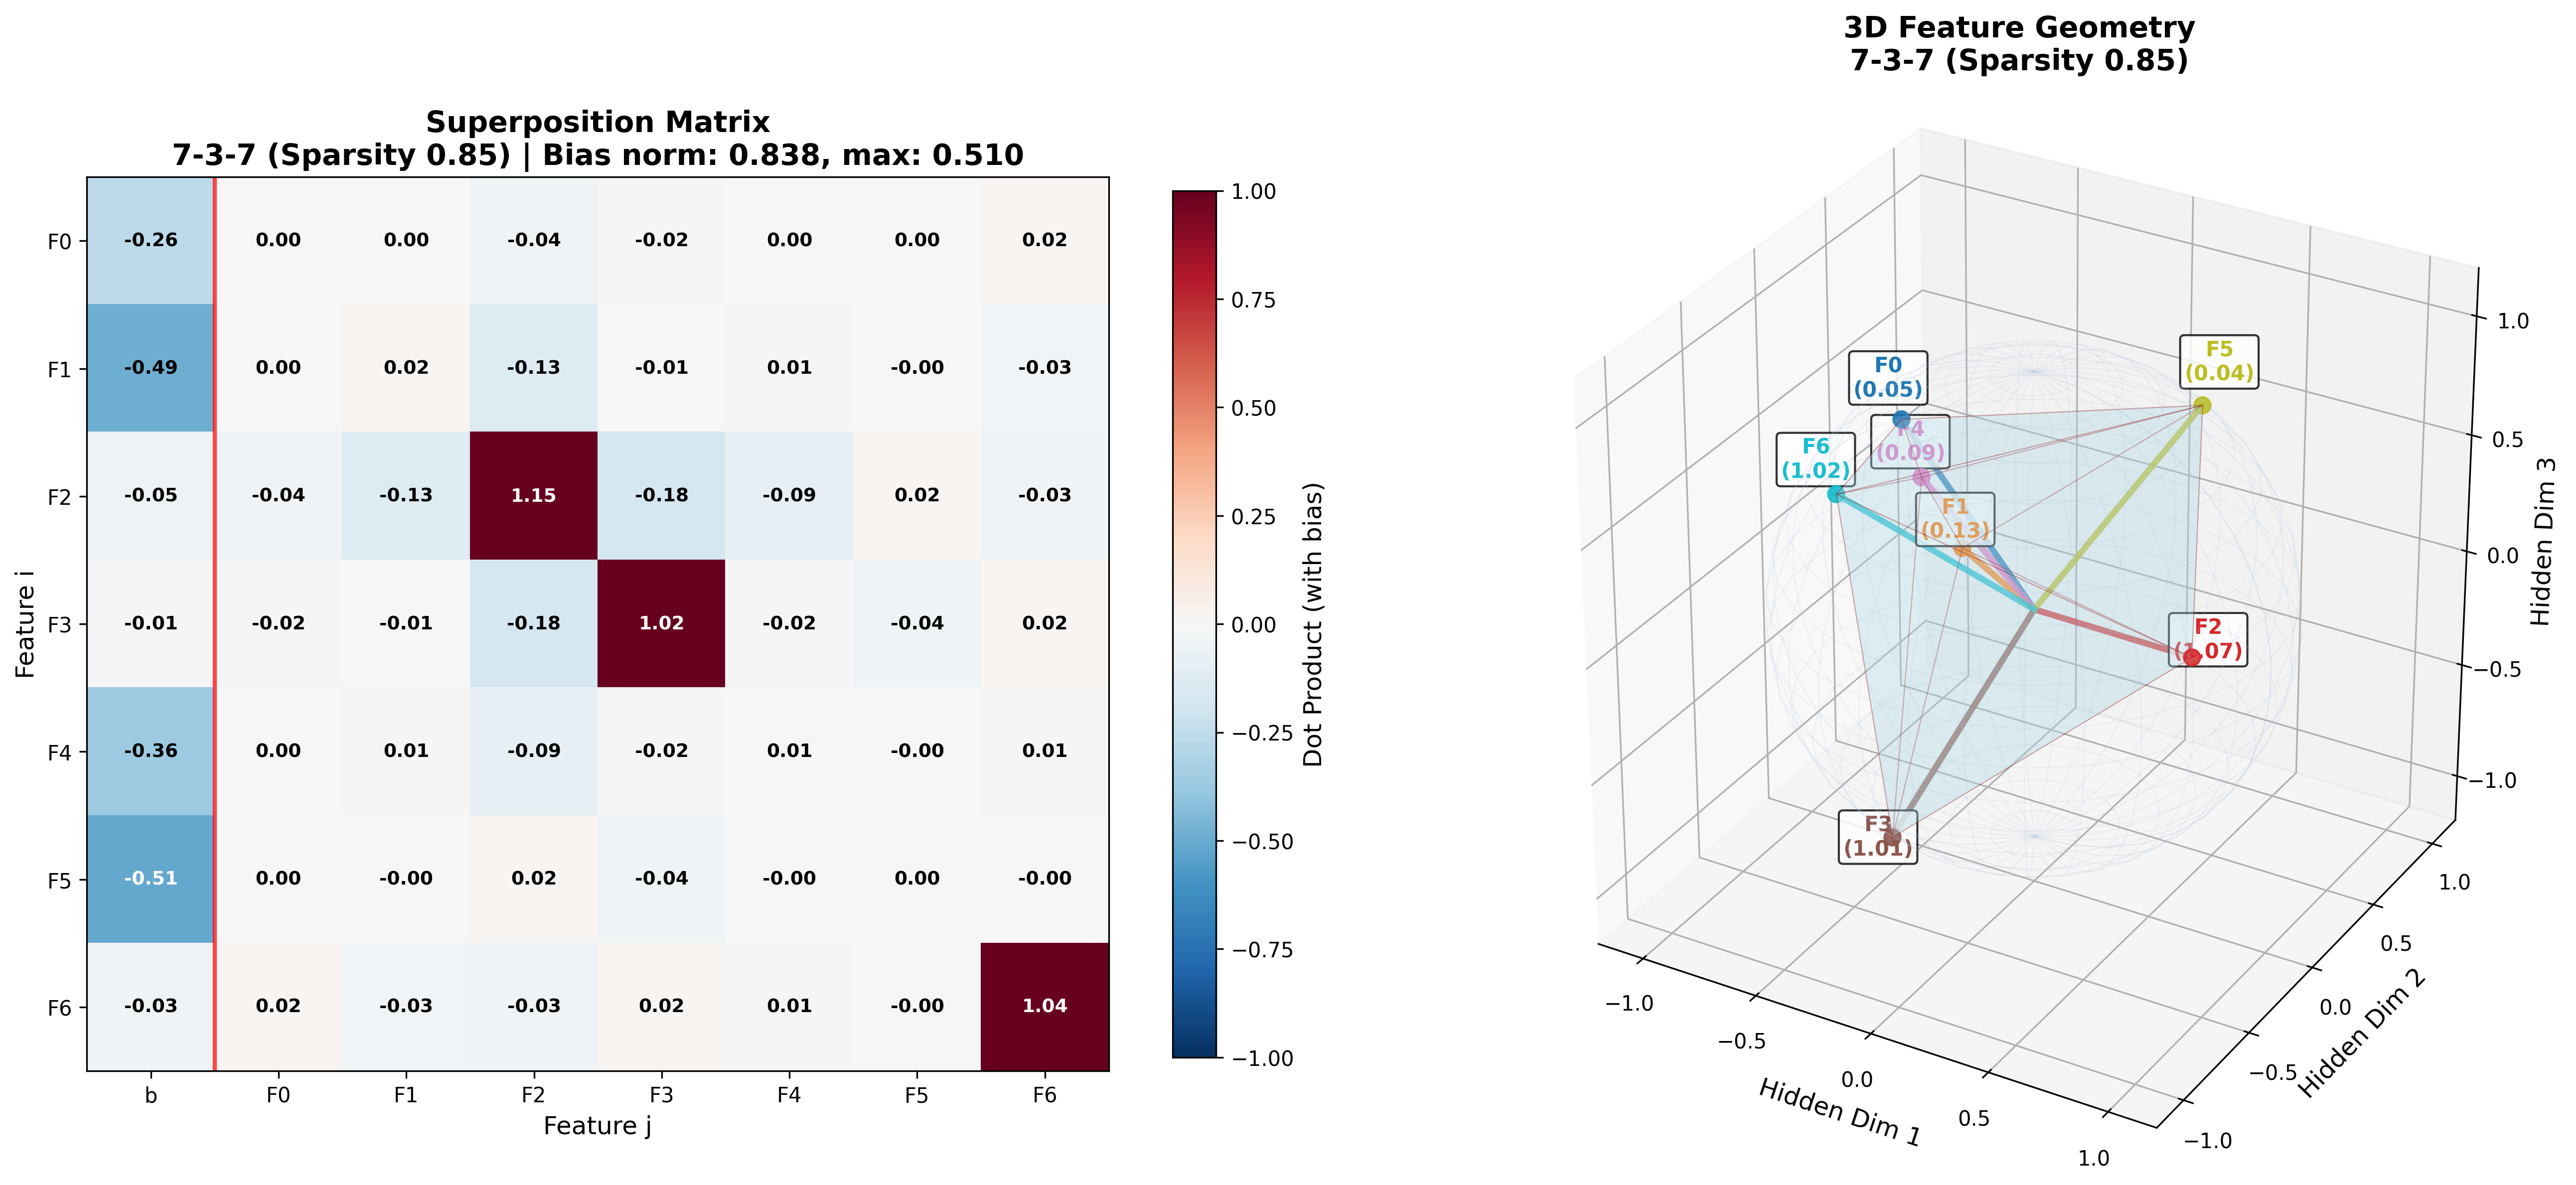 Superposition Matrix
7-3-7 (Sparsity 0.85) | Bias norm: 0.838, max: 0.510
F0 -0.26 0.00 0.00 -0.04 -0.02 0.00 0.00 0.02
F1 -0.49 0.00 0.02 -0.13 -0.01 0.01 -0.00 -0.03
F2 -0.05 -0.04 -0.13 1.15 -0.18 -0.09 0.02 -0.03
F3 -0.01 -0.02 -0.01 -0.18 1.02 -0.02 -0.04 0.02
F4 -0.36 0.00 0.01 -0.09 -0.02 0.01 -0.00 0.01
F5 -0.51 0.00 -0.00 0.02 -0.04 -0.00 0.00 -0.00
F6 -0.03 0.02 -0.03 -0.03 0.02 0.01 -0.00 1.04
b F0 F1 F2 F3 F4 F5 F6
Feature j
Feature i
1.00
0.75
0.50
0.25
0.00
−0.25
−0.50
−0.75
−1.00
Dot Product (with bias)
3D Feature Geometry
7-3-7 (Sparsity 0.85)
F0
(0.05)
F5
(0.04)
F4
(0.09)
F6
(1.02)
F1
(0.13)
F2
(1.07)
F3
(1.01)
1.0
0.5
0.0
−0.5
−1.0
Hidden Dim 3
1.0
0.5
0.0
−0.5
−1.0
Hidden Dim 2
−1.0
−0.5
0.0
0.5
1.0
Hidden Dim 1